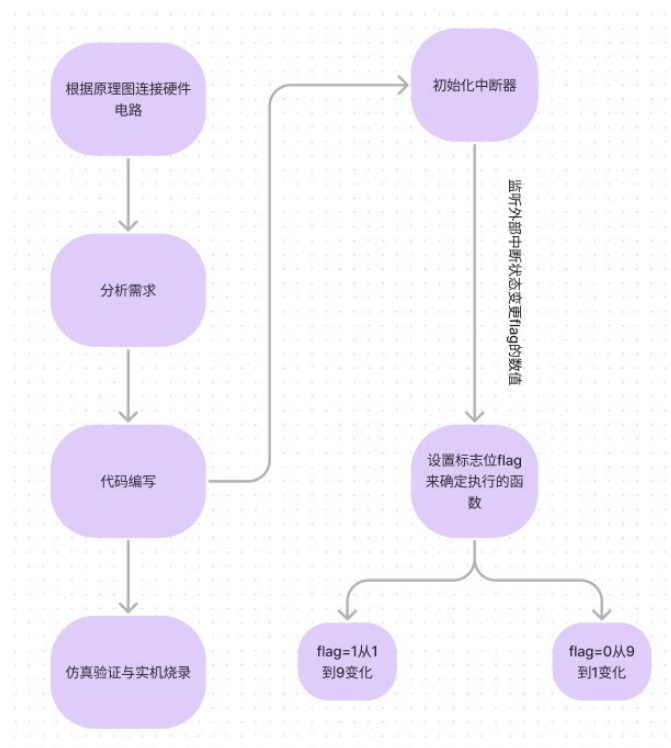 根据原理图连接硬件
电路
分析需求
代码编写
仿真验证与实机烧录
初始化中断器
监听外部中断状态变更flag的数值
设置标志位flag
来确定执行的函
数
flag=1从1
到9变化
flag=0从9
到1变化